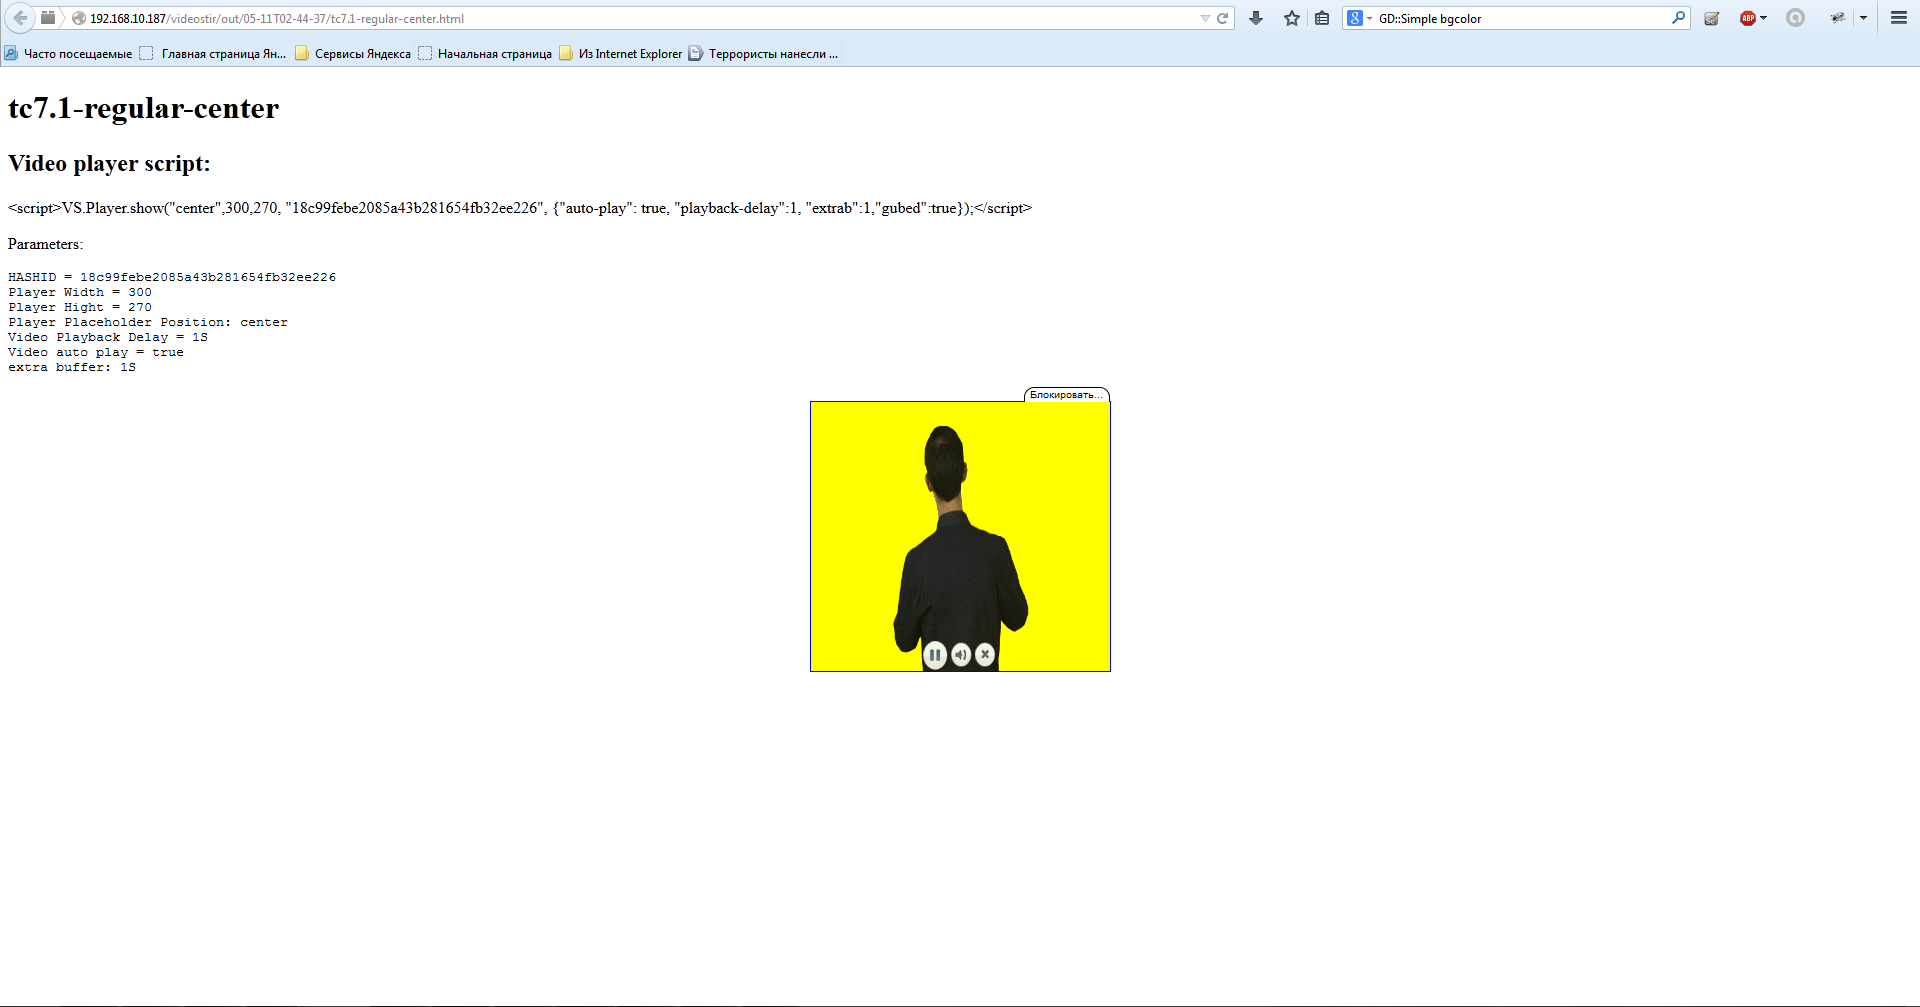 192.168.10.187/videostir/out/05-11T02-44-37/tc7.1-regular-center.html
8
GD::Simple bgcolor
Se
ABP
Часто посещаемые
Главная страница Ян...
Сервисы Яндекса
Начальная страница
Из Internet Explorer
Террористы нанесли ...
tc7.1-regular-center
Video player script:
<script>VS.Player.show("center",300,270, "18c99febe2085a43b281654fb32ee226", {"auto-play": true, "playback-delay":1, "extrab":1,"gubed":true});</script>
Parameters:
HASHID = 18c99febe2085a43b281654fb32ee226
Player Width = 300
Player Hight = 270
Player Placeholder Position: center
Video Playback Delay = 1S
Video auto play = true
extra buffer: 1S
Блокировать...